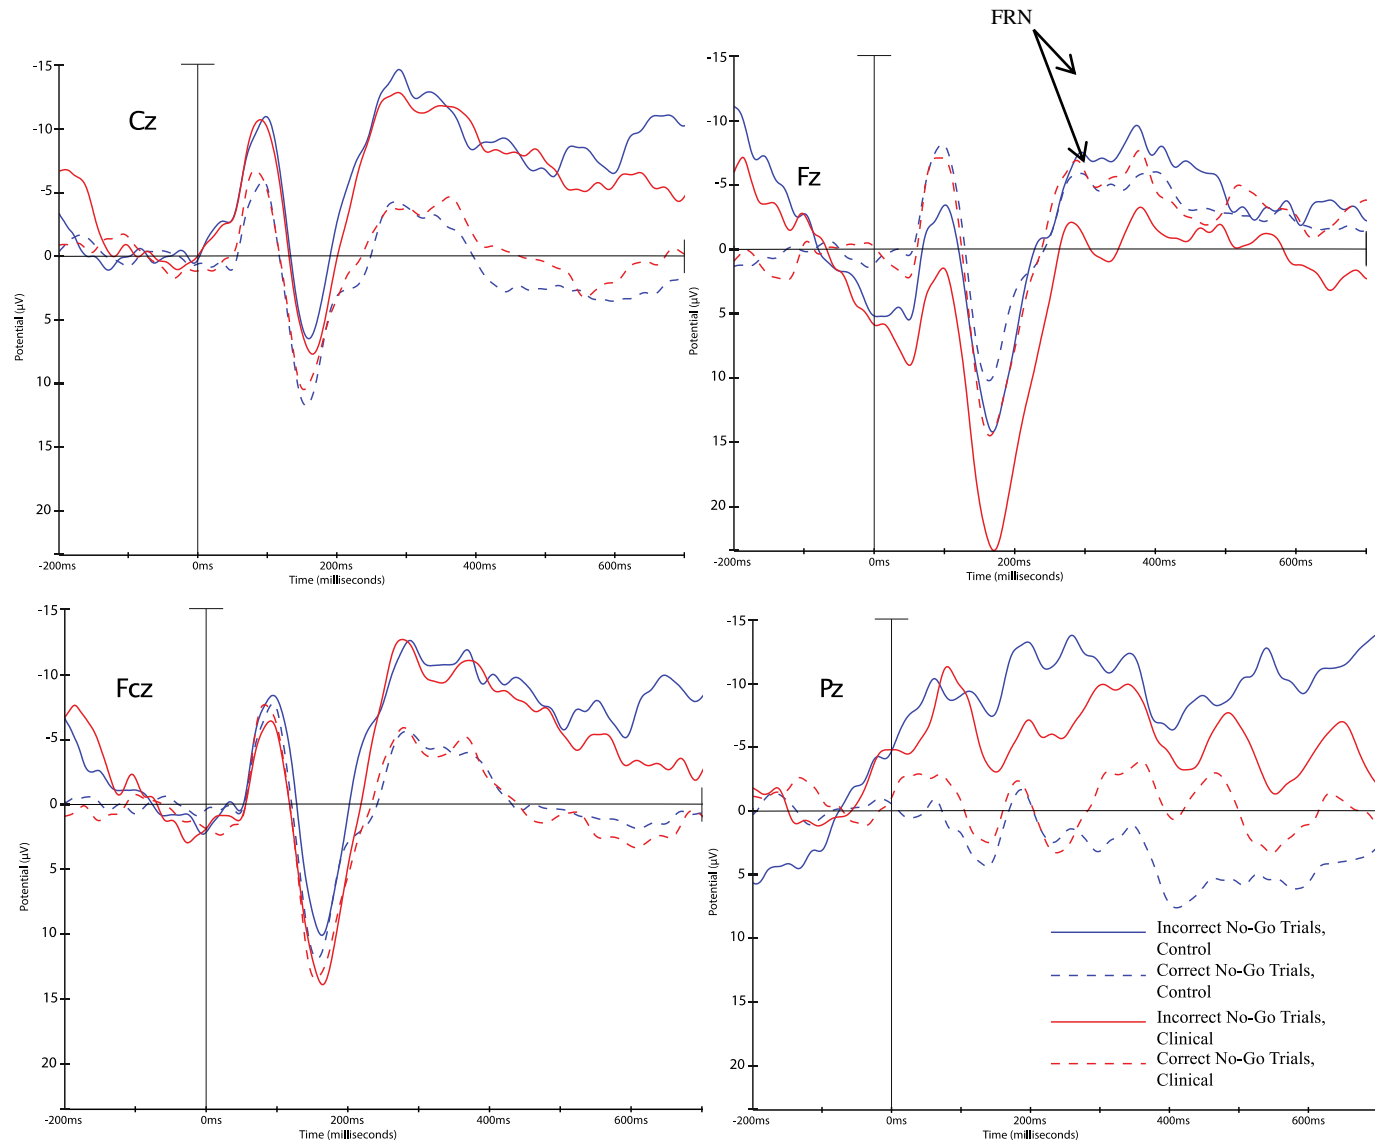 FRN
-15
-10
-5
0
5
10
15
20
Potential (µV)
Cz
-200ms
0ms
200ms
400ms
600ms
Time (milliseconds)
-15
-10
-5
0
5
10
15
20
Potential (µV)
Fz
-200ms
0ms
200ms
400ms
600ms
Time (milliseconds)
-15
-10
-5
0
5
10
15
20
Potential (µV)
Fcz
-200ms
0ms
200ms
400ms
600ms
Time (milliseconds)
-15
-10
-5
0
5
10
15
20
Potential (µV)
Pz
-200ms
0ms
200ms
400ms
600ms
Time (milliseconds)
Incorrect No-Go Trials,
Control
Correct No-Go Trials,
Control
Incorrect No-Go Trials,
Clinical
Correct No-Go Trials,
Clinical